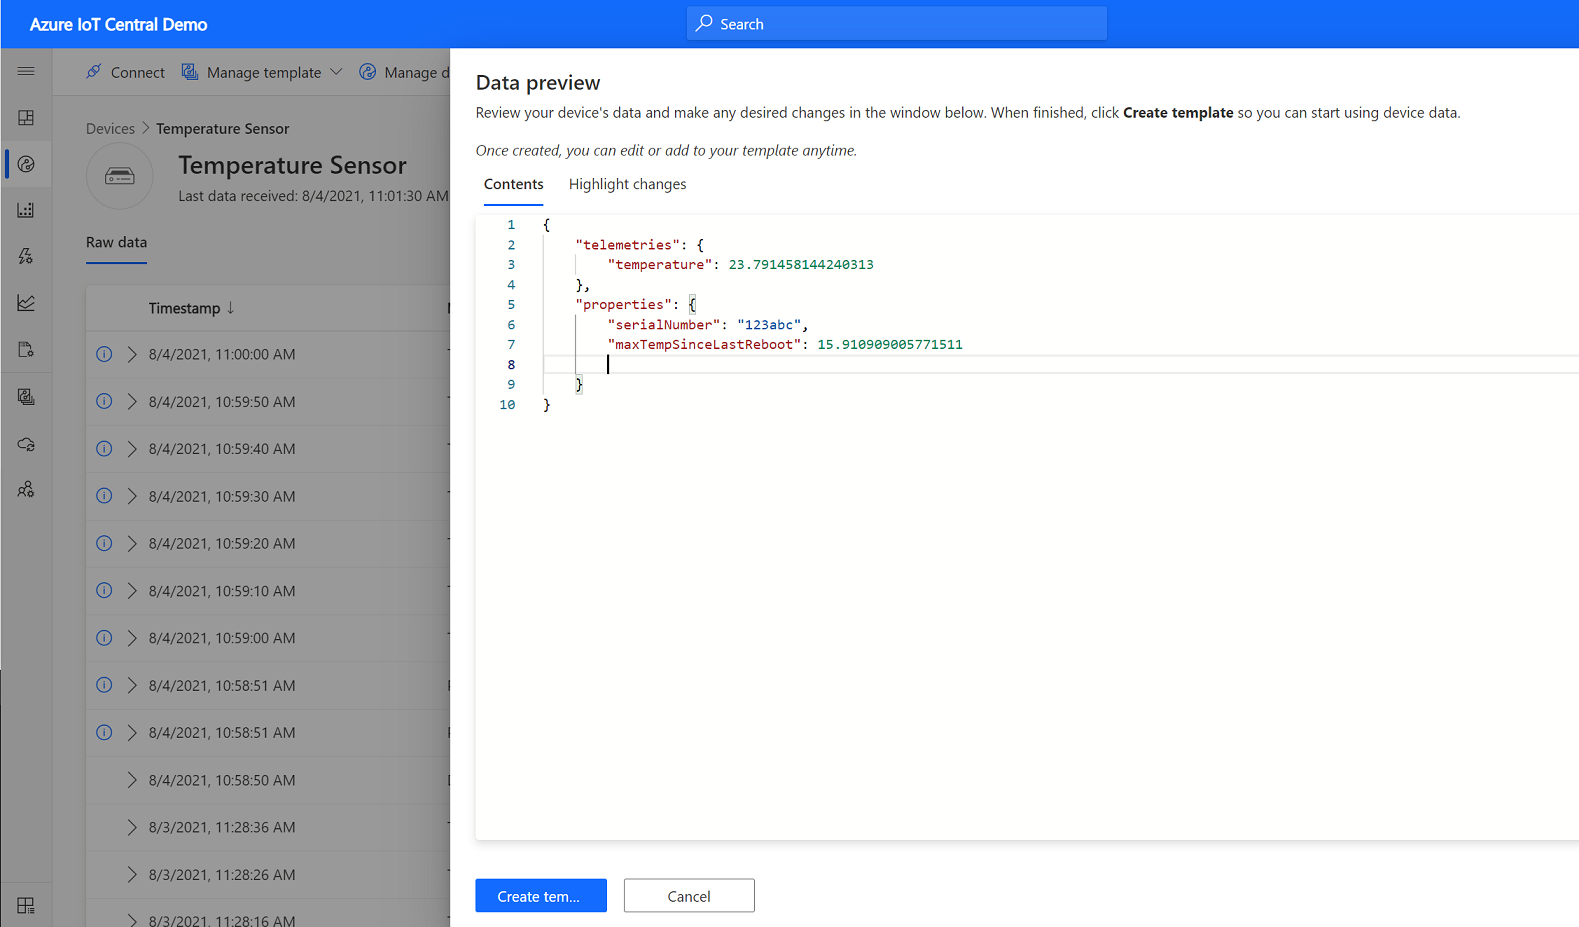 Azure IoT Central Demo
Search
Connect
Manage template
Manage d
Devices > Temperature Sensor
Temperature Sensor
Last data received: 8/4/2021, 11:01:30 AM
Raw data
Timestamp ↓
8/4/2021, 11:00:00 AM
8/4/2021, 10:59:50 AM
8/4/2021, 10:59:40 AM
8/4/2021, 10:59:30 AM
8/4/2021, 10:59:20 AM
8/4/2021, 10:59:10 AM
8/4/2021, 10:59:00 AM
8/4/2021, 10:58:51 AM
8/4/2021, 10:58:51 AM
8/4/2021, 10:58:50 AM
8/3/2021, 11:28:36 AM
8/3/2021, 11:28:26 AM
8/3/2021, 11:28:16 AM
Data preview
Review your device's data and make any desired changes in the window below. When finished, click Create template so you can start using device data.
Once created, you can edit or add to your template anytime.
Contents
Highlight changes
1 {
2 "telemetries": {
3 "temperature": 23.791458144240313
4 },
5 "properties": {
6 "serialNumber": "123abc",
7 "maxTempSinceLastReboot": 15.910909005771511
8
9 }
10 }
Create tem...
Cancel